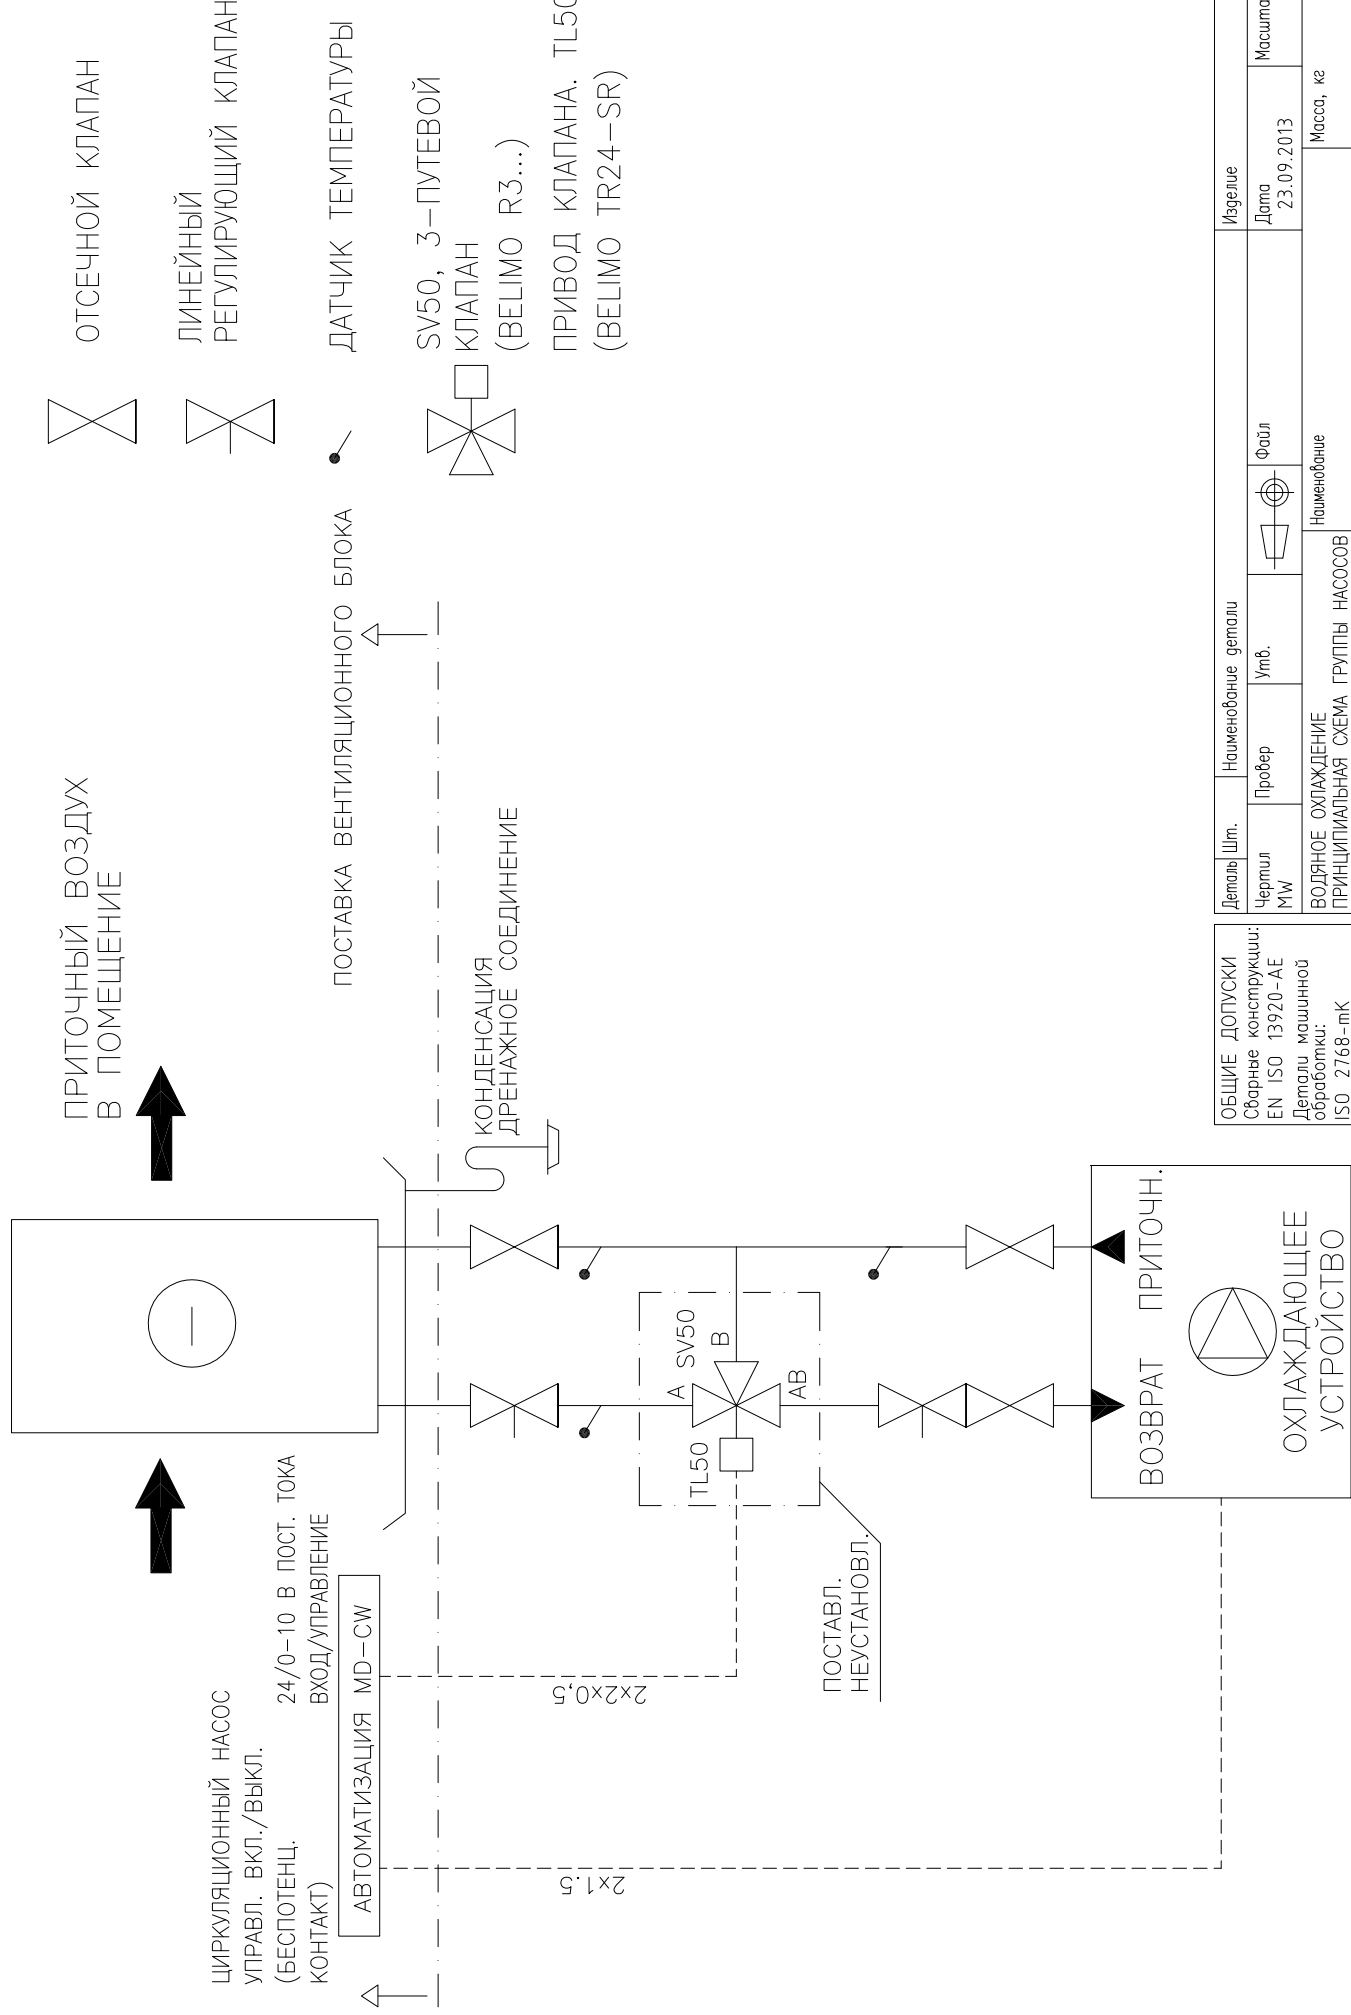 ПРИТОЧНЫЙ ВОЗДУХ
В ПОМЕЩЕНИЕ
ОТСЕЧНОЙ КЛАПАН
ЛИНЕЙНЫЙ
РЕГУЛИРУЮЩИЙ КЛАПАН
ДАТЧИК ТЕМПЕРАТУРЫ
SV50, 3-ПУТЕВОЙ
КЛАПАН
(BELIMO R3...)
ПРИВОД КЛАПАНА. TL50
(BELIMO TR24-SR)
ЦИРКУЛЯЦИОННЫЙ НАСОС
УПРАВЛ. ВКЛ./ВЫКЛ.
(БЕСПОТЕНЦ.
КОНТАКТ)
24/0-10 В ПОСТ. ТОКА
ВХОД/УПРАВЛЕНИЕ
АВТОМАТИЗАЦИЯ MD-CW
ПОСТАВКА ВЕНТИЛЯЦИОННОГО БЛОКА
КОНДЕНСАЦИЯ
ДРЕНАЖНОЕ СОЕДИНЕНИЕ
2x1.5
2x2x0,5
TL50
A
SV50
B
AB
ПОСТАВЛ.
НЕУСТАНОВЛ.
ВОЗВРАТ
ПРИТОЧН.
ОХЛАЖДАЮЩЕЕ
УСТРОЙСТВО
ОБЩИЕ ДОПУСКИ
Сварные конструкции:
EN ISO 13920-AE
Детали машинной
обработки:
ISO 2768-mK
Деталь
Шт.
Наименование детали
Изделие
Чертил
MW
Провер
Утв.
Файл
Дата
23.09.2013
ВОДЯНОЕ ОХЛАЖДЕНИЕ
ПРИНЦИПИАЛЬНАЯ СХЕМА ГРУППЫ НАСОСОВ
Наименование
Масса, кг